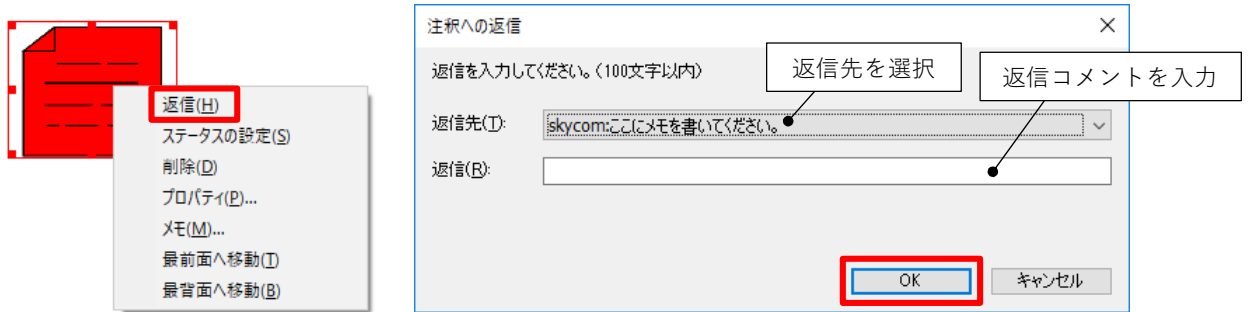 返信(H)
ステータスの設定(S)
削除(D)
プロパティ(P)...
メモ(M)...
最前面へ移動(T)
最背面へ移動(B)
注釈への返信
返信を入力してください。(100文字以内)
返信先を選択
返信コメントを入力
返信先(T):
skycom:ここにメモを書いてください。
返信(R):
OK
キャンセル